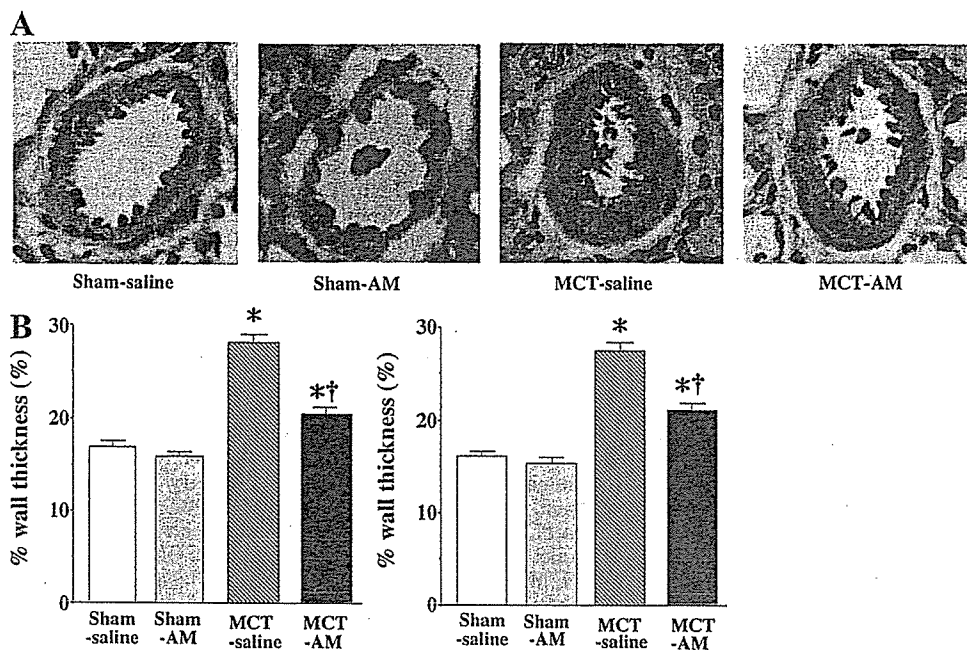 A
Sham-saline Sham-AM MCT-saline MCT-AM
B
% wall thickness (%)
30
20
10
0
*
*†
Sham
-saline
Sham
-AM
MCT
-saline
MCT
-AM
% wall thickness (%)
30
20
10
0
*
*†
Sham
-saline
Sham
-AM
MCT
-saline
MCT
-AM